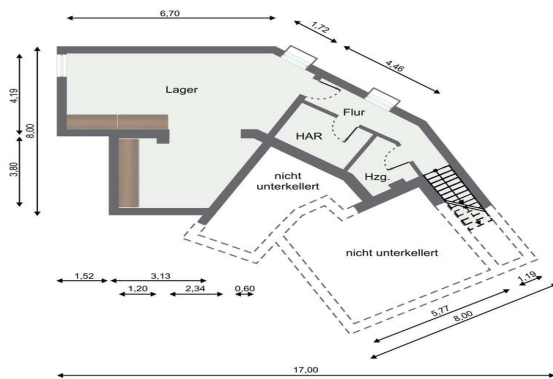 6,70
1,72
4,46
4,19
8,00
3,80
Lager
Flur
HAR
Hzg.
nicht
unterkellert
nicht unterkellert
1,52
3,13
1,20
2,34
0,60
1,19
5,77
8,00
17,00